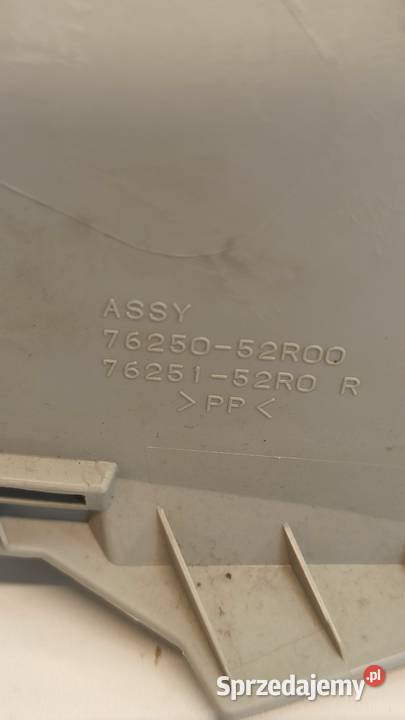 ASSY
76250-52R00
76251-52R0 R
>PP<
Sprzedajemy.pl